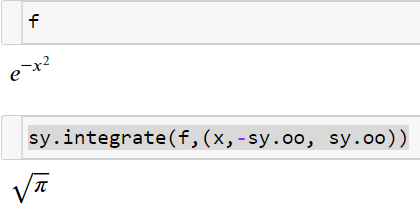 f
e^{-x^2}
sy.integrate(f,(x,-sy.oo, sy.oo))
√π